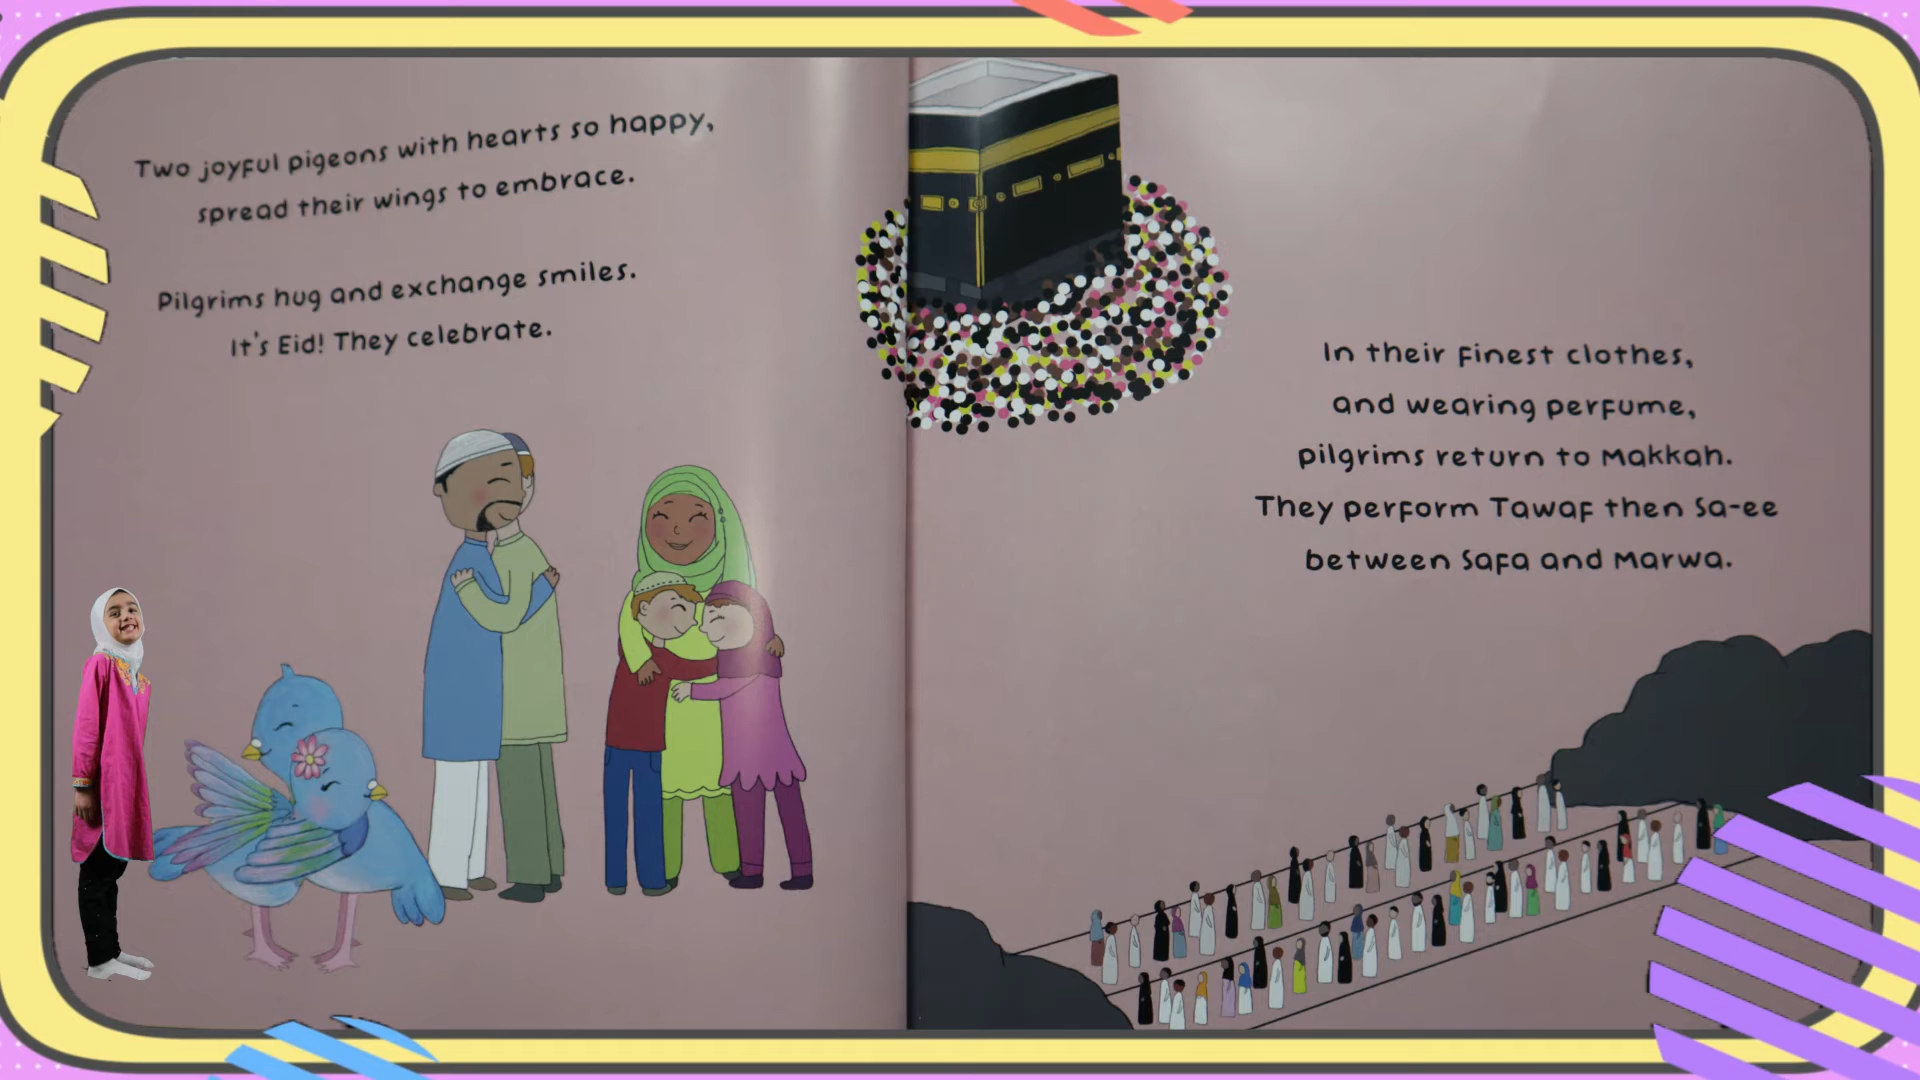 Two joyful pigeons with hearts so happy,
spread their wings to embrace.
Pilgrims hug and exchange smiles.
It's Eid! They celebrate.
In their finest clothes,
and wearing perfume,
pilgrims return to Makkah.
They perform Tawaf then Sa-ee
between Safa and Marwa.